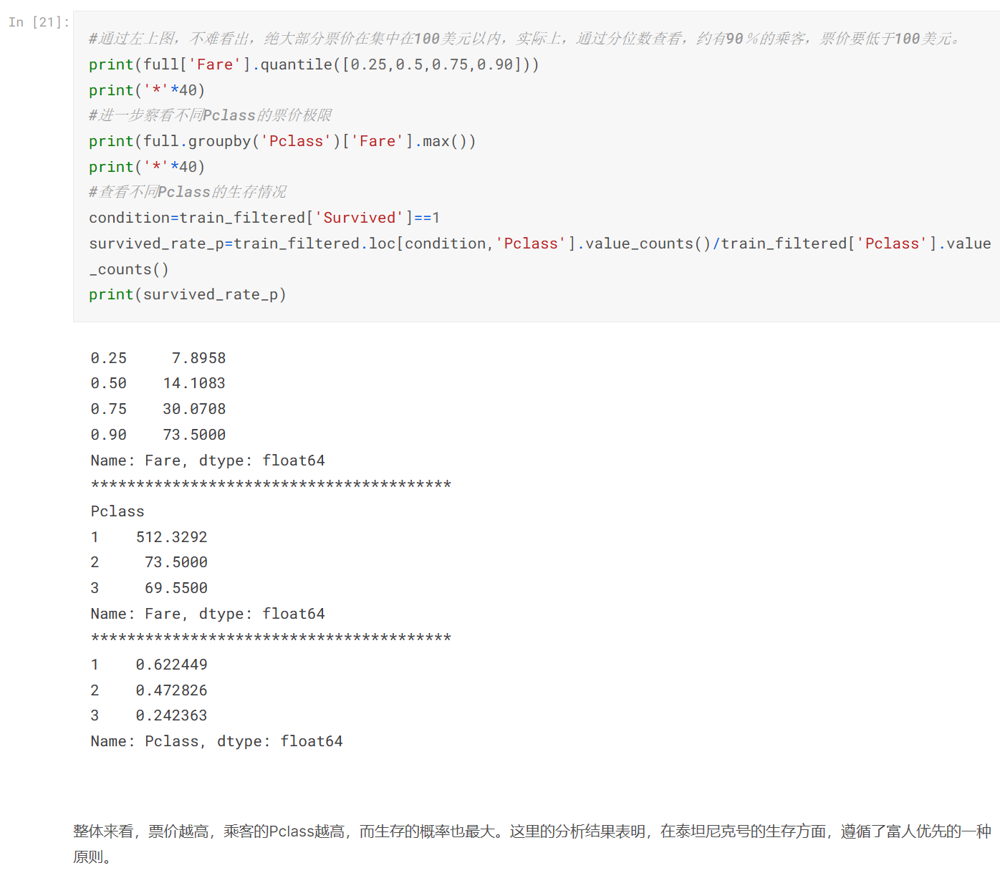 In [21]:
#通过左上图，不难看出，绝大部分票价在集中在100美元以内，实际上，通过分位数查看，约有90％的乘客，票价要低于100美元。
print(full['Fare'].quantile([0.25,0.5,0.75,0.90]))
print('*'*40)
#进一步察看不同Pclass的票价极限
print(full.groupby('Pclass')['Fare'].max())
print('*'*40)
#查看不同Pclass的生存情况
condition=train_filtered['Survived']==1
survived_rate_p=train_filtered.loc[condition,'Pclass'].value_counts()/train_filtered['Pclass'].value
_counts()
print(survived_rate_p)
0.25     7.8958
0.50    14.1083
0.75    30.0708
0.90    73.5000
Name: Fare, dtype: float64
****************************************
Pclass
1    512.3292
2     73.5000
3     69.5500
Name: Fare, dtype: float64
****************************************
1    0.622449
2    0.472826
3    0.242363
Name: Pclass, dtype: float64
整体来看，票价越高，乘客的Pclass越高，而生存的概率也最大。这里的分析结果表明，在泰坦尼克号的生存方面，遵循了富人优先的一种
原则。